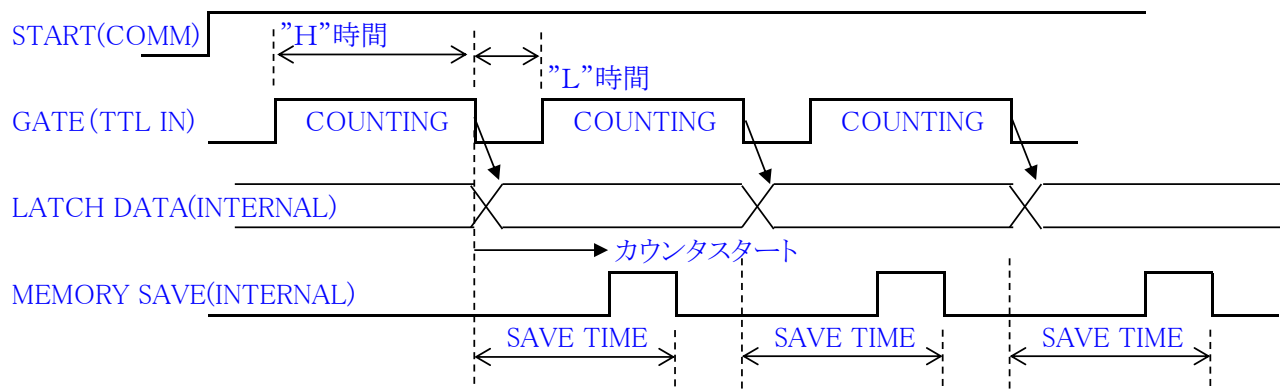 START(COMM)
”H”時間
”L”時間
GATE(TTL IN)
COUNTING
COUNTING
COUNTING
LATCH DATA(INTERNAL)
カウンタスタート
MEMORY SAVE(INTERNAL)
SAVE TIME
SAVE TIME
SAVE TIME